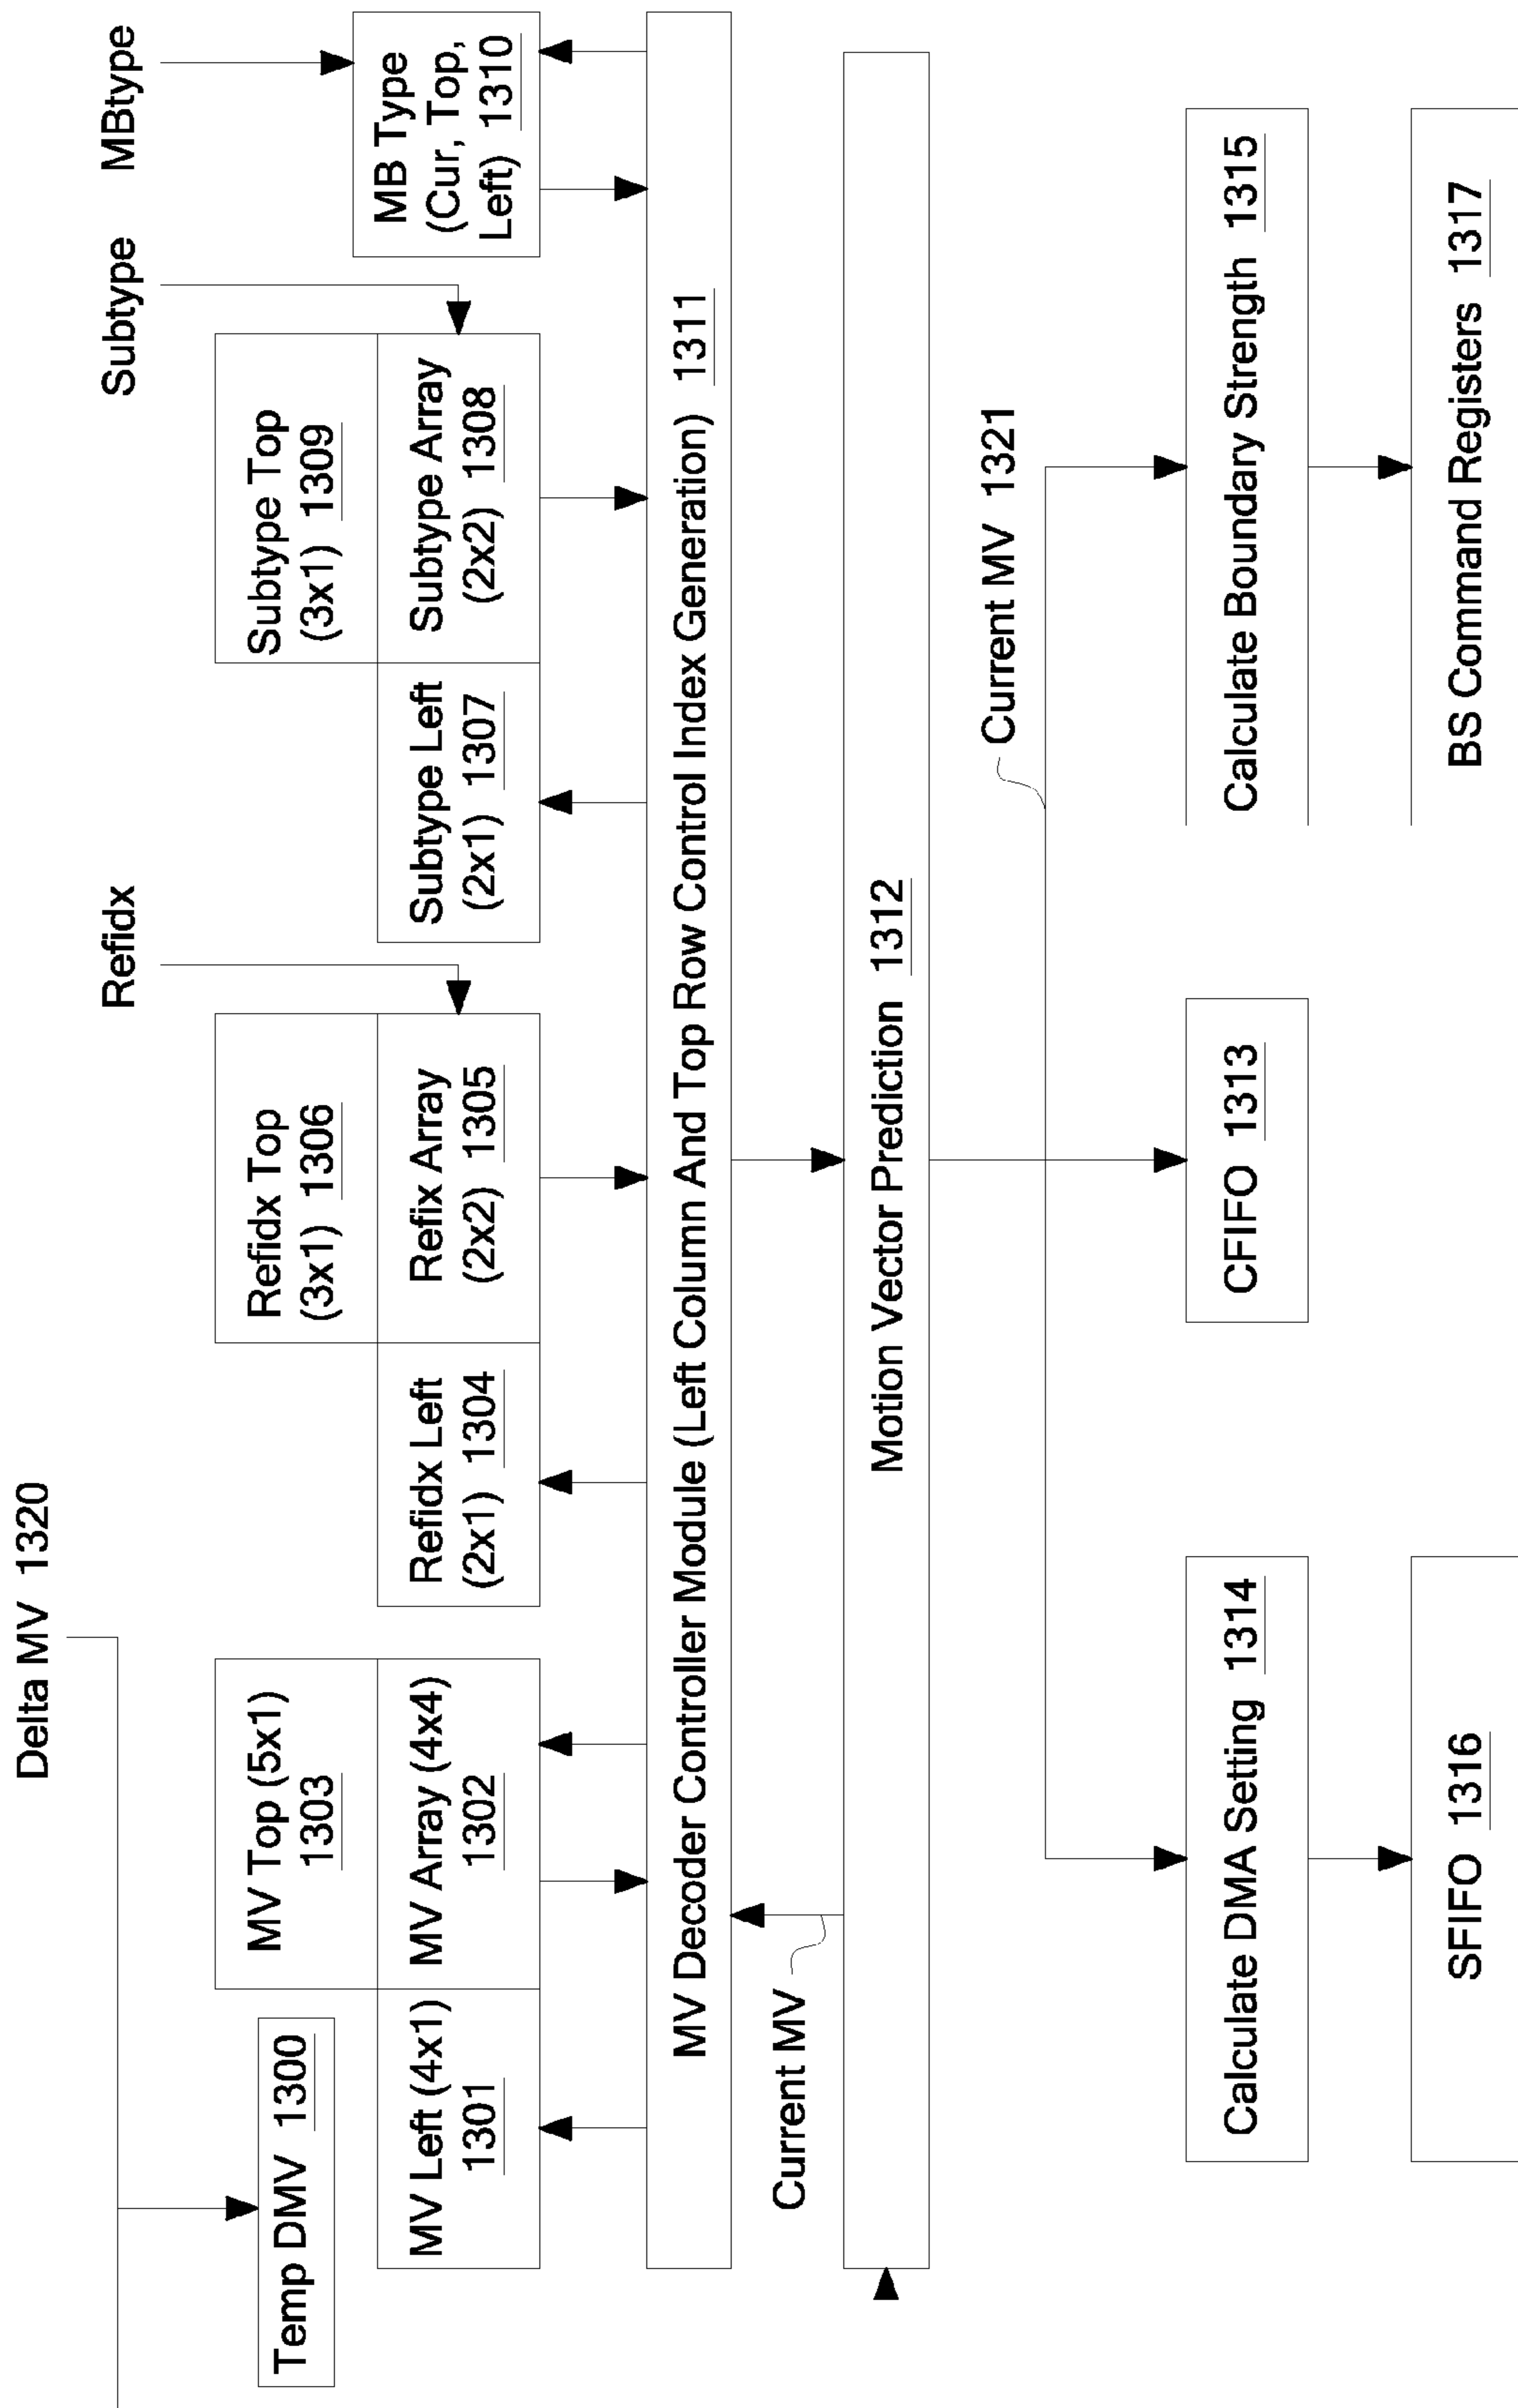 Delta MV 1320
Refidx
Subtype
MBtype
Temp DMV 1300
MV Top (5x1)
1303
MV Left (4x1)
1301
MV Array (4x4)
1302
Refidx Top
(3x1) 1306
Refidx Left
(2x1) 1304
Refix Array
(2x2) 1305
Subtype Top
(3x1) 1309
Subtype Left
(2x1) 1307
Subtype Array
(2x2) 1308
MB Type
(Cur, Top,
Left) 1310
MV Decoder Controller Module (Left Column And Top Row Control Index Generation) 1311
Current MV
Motion Vector Prediction 1312
Current MV 1321
Calculate DMA Setting 1314
CFIFO 1313
Calculate Boundary Strength 1315
SFIFO 1316
BS Command Registers 1317